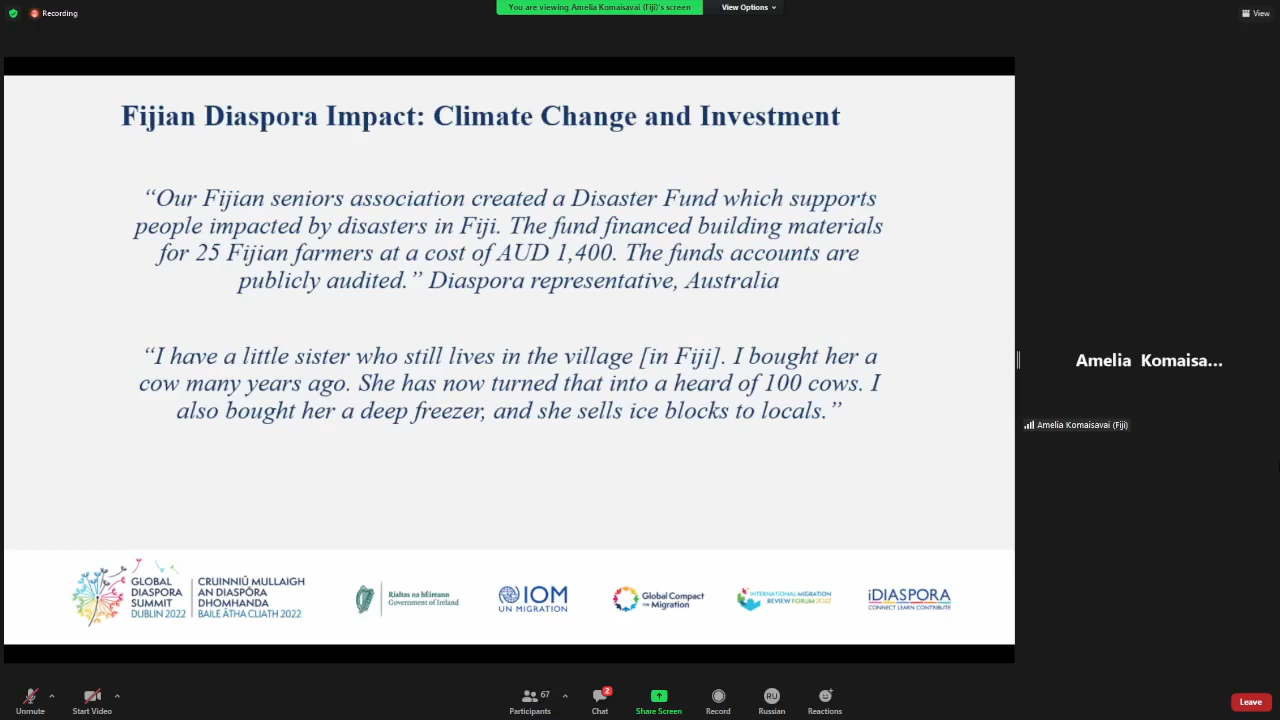 Recording
You are viewing Amelia Komaisavai (Fiji)'s screen
View Options
View
Fijian Diaspora Impact: Climate Change and Investment
“Our Fijian seniors association created a Disaster Fund which supports
people impacted by disasters in Fiji. The fund financed building materials
for 25 Fijian farmers at a cost of AUD 1,400. The funds accounts are
publicly audited.” Diaspora representative, Australia
“I have a little sister who still lives in the village [in Fiji]. I bought her a
cow many years ago. She has now turned that into a heard of 100 cows. I
also bought her a deep freezer, and she sells ice blocks to locals.”
Amelia Komaisa...
Amelia Komaisavai (Fiji)
GLOBAL
DIASPORA
SUMMIT
DUBLIN 2022
CRUINNIÚ MULLAIGH
AN DIASPÓRA
DHOMHANDA
BAILE ÁTHA CLIATH 2022
Rialtas na hÉireann
Government of Ireland
IOM
UN MIGRATION
Global Compact
for Migration
INTERNATIONAL MIGRATION
REVIEW FORUM 2022
iDIASPORA
CONNECT LEARN CONTRIBUTE
Unmute
Start Video
67
Participants
2
Chat
Share Screen
Record
RU
Russian
Reactions
Leave